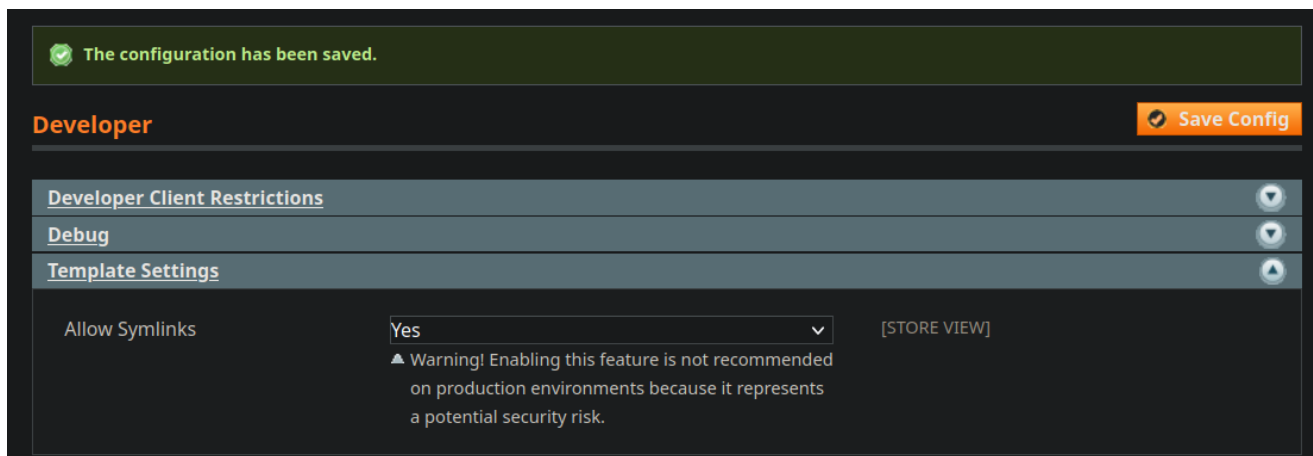 The configuration has been saved.
Developer
Save Config
Developer Client Restrictions
Debug
Template Settings
Allow Symlinks
Yes
[STORE VIEW]
Warning! Enabling this feature is not recommended
on production environments because it represents
a potential security risk.